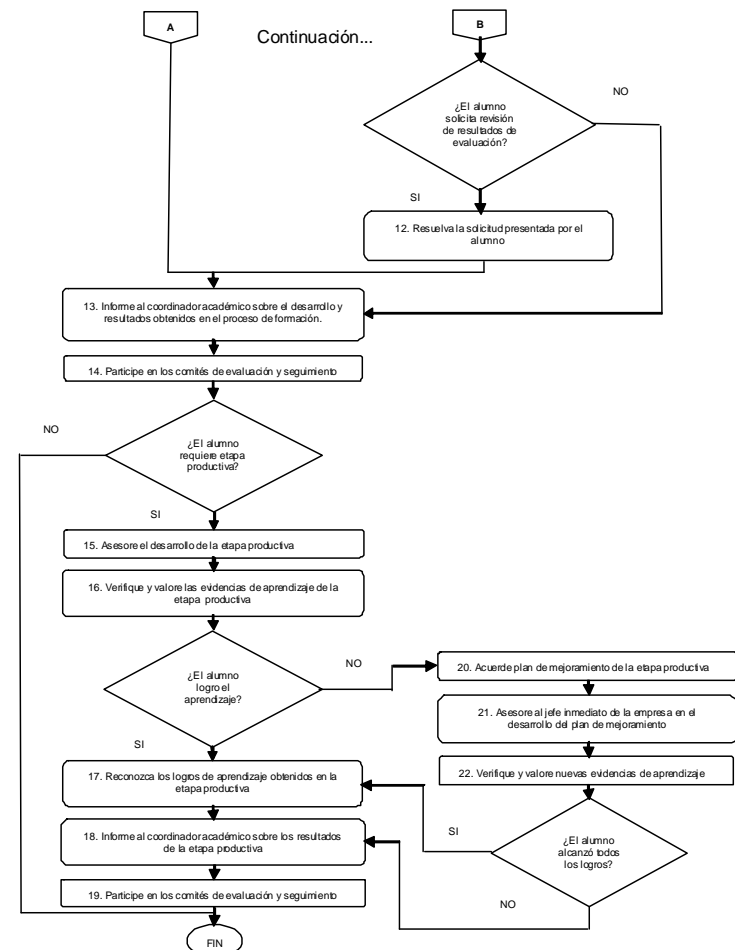 A
Continuación...
B
¿El alumno
solicita revisión
de resultados de
evaluación?
NO
SI
12. Resuelva la solicitud presentada por el
alumno
13. Informe al coordinador académico sobre el desarrollo y
resultados obtenidos en el proceso de formación.
14. Participe en los comités de evaluación y seguimiento
¿El alumno
requiere etapa
productiva?
NO
SI
15. Asesore el desarrollo de la etapa productiva
16. Verifique y valore las evidencias de aprendizaje de la
etapa productiva
¿El alumno
logro el
aprendizaje?
NO
SI
20. Acuerde plan de mejoramiento de la etapa productiva
21. Asesore al jefe inmediato de la empresa en el
desarrollo del plan de mejoramiento
22. Verifique y valore nuevas evidencias de aprendizaje
¿El alumno
alcanzó todos
los logros?
SI
NO
17. Reconozca los logros de aprendizaje obtenidos en la
etapa productiva
18. Informe al coordinador académico sobre los resultados
de la etapa productiva
19. Participe en los comités de evaluación y seguimiento
FIN